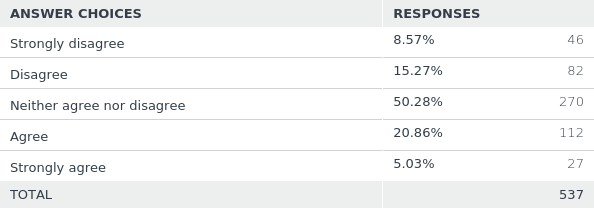 ANSWER CHOICES RESPONSES
Strongly disagree 8.57% 46
Disagree 15.27% 82
Neither agree nor disagree 50.28% 270
Agree 20.86% 112
Strongly agree 5.03% 27
TOTAL 537